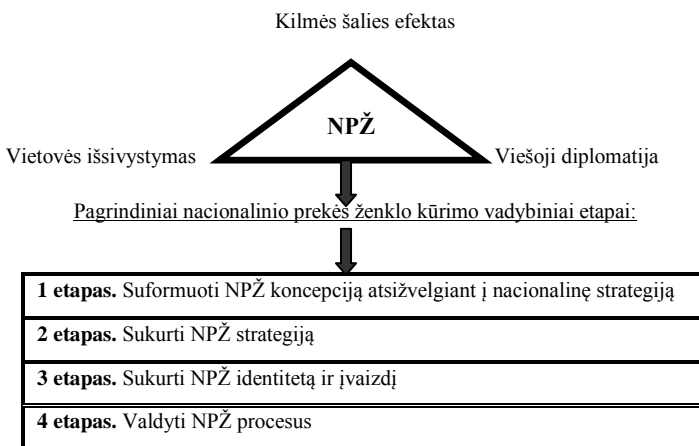 Kilmės šalies efektas
NPŽ
Vietovės išsivystymas
Viešoji diplomatija
Pagrindiniai nacionalinio prekės ženklo kūrimo vadybiniai etapai:
1 etapas. Suformuoti NPŽ koncepciją atsižvelgiant į nacionalinę strategiją
2 etapas. Sukurti NPŽ strategiją
3 etapas. Sukurti NPŽ identitetą ir įvaizdį
4 etapas. Valdyti NPŽ procesus